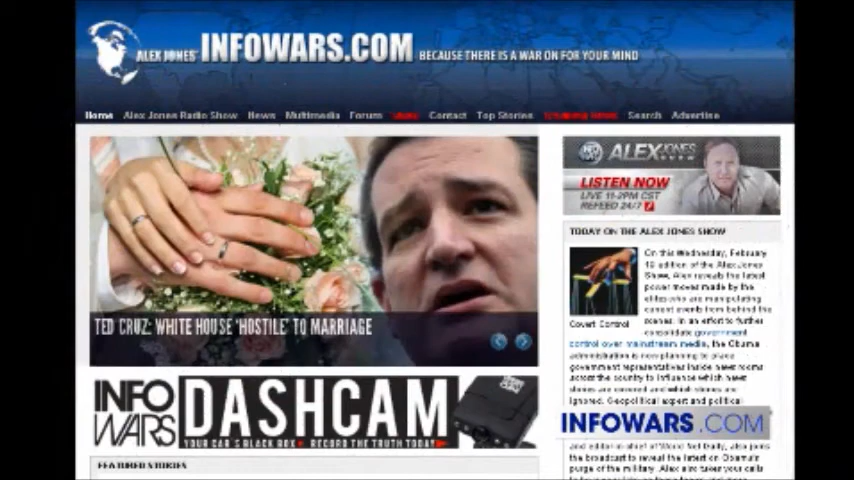 ALEX JONES' INFOWARS.COM BECAUSE THERE IS A WAR ON FOR YOUR MIND
Home Alex Jones Radio Show News Multimedia Forum Contact Top Stories Search Advertise
TED CRUZ: WHITE HOUSE 'HOSTILE' TO MARRIAGE
INFO WARS
DASHCAM
YOUR CAR'S BLACK BOX RECORD THE TRUTH TODAY
FEATURED STORIES
ALEX JONES SHOW
LISTEN NOW
LIVE 11-2PM CST
REFEED 24/7
TODAY ON THE ALEX JONES SHOW
On this Wednesday, February
19 edition of the Alex Jones
Show, Alex reveals the latest
power moves made by the
elites who are manipulating
current events from behind the
scenes. In an effort to further
Covert Control
consolidate government
control over mainstream media, the Obama
administration is now planning to place
government representatives inside news rooms
across the country to influence which news
stories are covered and which stories are
ignored. Geopolitical expert and political
INFOWARS.COM
and editor-in-chief of World Net Daily, also joins
the broadcast to reveal the latest on Obama's
purge of the military. Alex also takes your calls